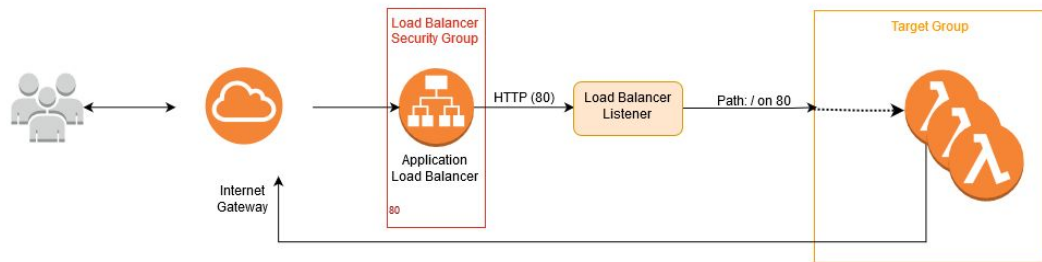 Load Balancer
Security Group
Target Group
HTTP (80)
Load Balancer
Listener
Path: / on 80
Application
Load Balancer
Internet
Gateway
80